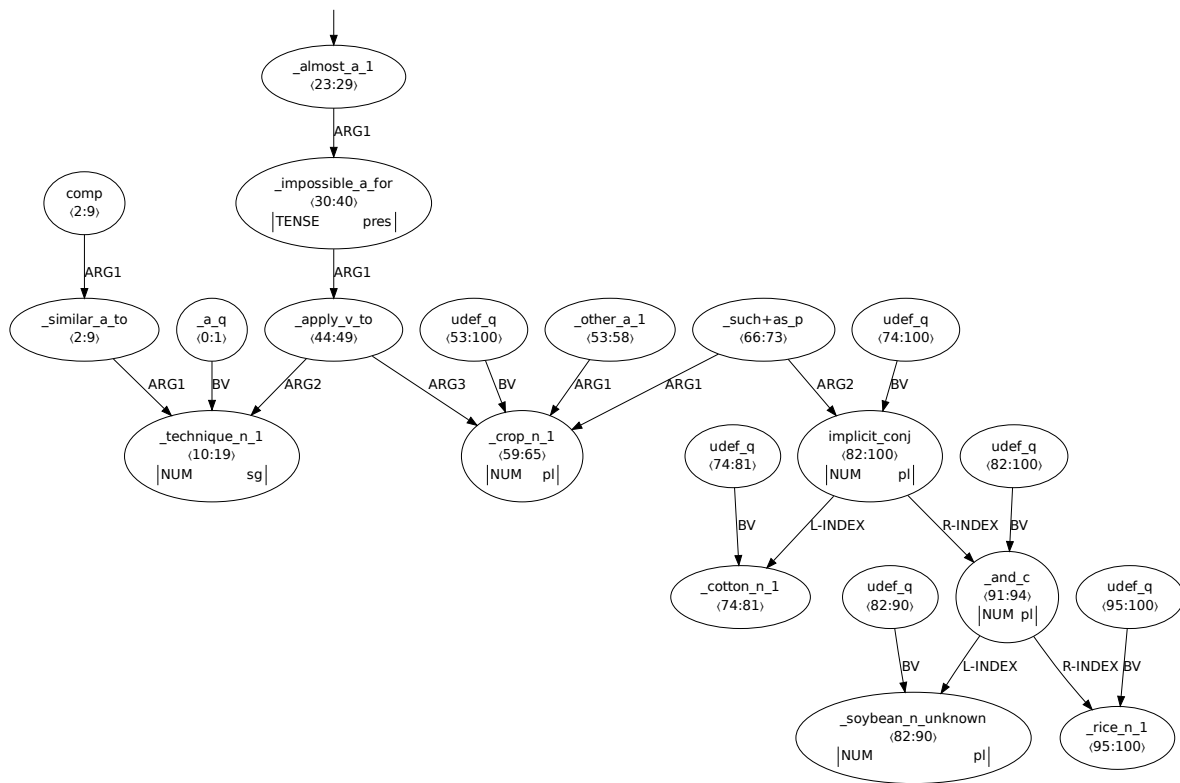 _almost_a_1
⟨23:29⟩
ARG1
_impossible_a_for
⟨30:40⟩
TENSE pres
comp
⟨2:9⟩
ARG1
ARG1
_similar_a_to
⟨2:9⟩
_a_q
⟨0:1⟩
_apply_v_to
⟨44:49⟩
udef_q
⟨53:100⟩
_other_a_1
⟨53:58⟩
_such+as_p
⟨66:73⟩
udef_q
⟨74:100⟩
ARG1
BV
ARG2
ARG3
BV
ARG1
ARG1
ARG2
BV
_technique_n_1
⟨10:19⟩
NUM sg
_crop_n_1
⟨59:65⟩
NUM pl
udef_q
⟨74:81⟩
implicit_conj
⟨82:100⟩
NUM pl
udef_q
⟨82:100⟩
BV
L-INDEX
R-INDEX
BV
_cotton_n_1
⟨74:81⟩
udef_q
⟨82:90⟩
_and_c
⟨91:94⟩
NUM pl
udef_q
⟨95:100⟩
BV
L-INDEX
R-INDEX
BV
_soybean_n_unknown
⟨82:90⟩
NUM pl
_rice_n_1
⟨95:100⟩